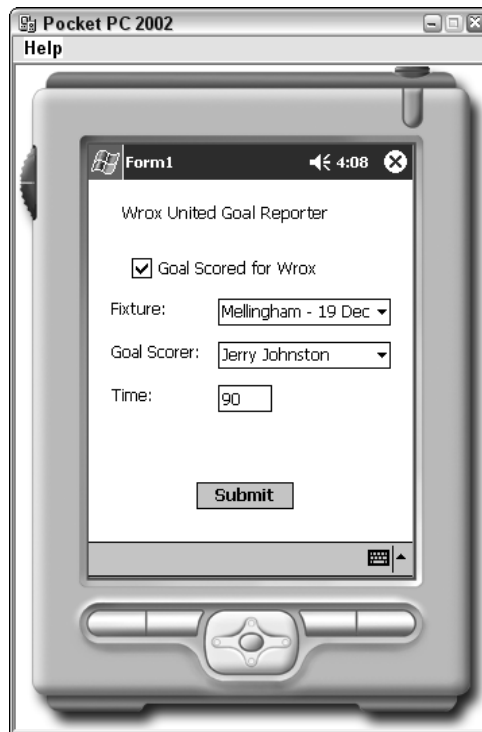 Pocket PC 2002
Help
Form1 4:08
Wrox United Goal Reporter
Goal Scored for Wrox
Fixture: Mellingham - 19 Dec
Goal Scorer: Jerry Johnston
Time: 90
Submit